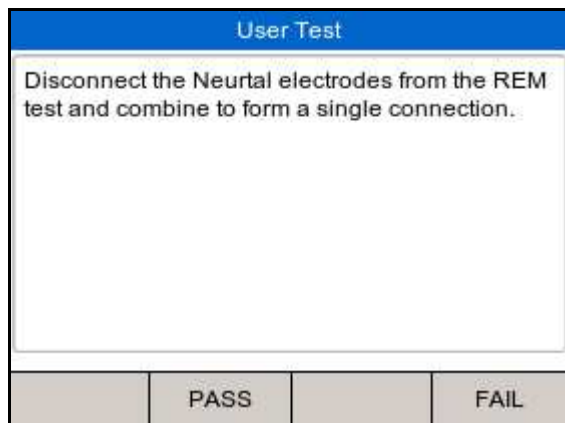 User Test
Disconnect the Neurtal electrodes from the REM
test and combine to form a single connection.
PASS
FAIL